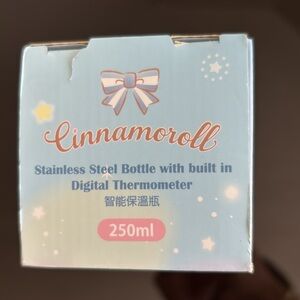 Cinnamoroll
Stainless Steel Bottle with built in
Digital Thermometer
智能保溫瓶
250ml